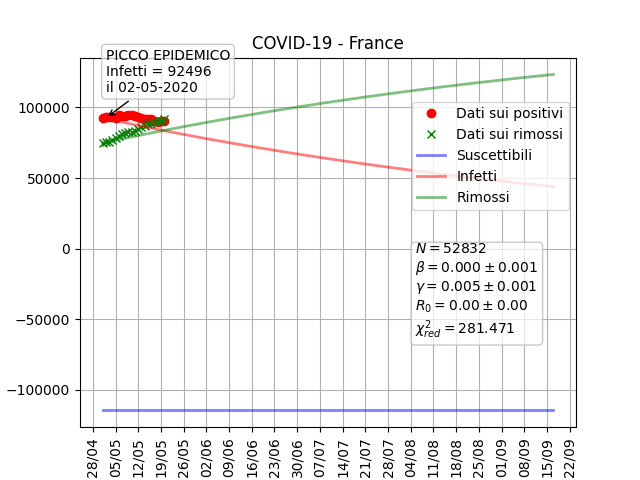 COVID-19 - France
PICCO EPIDEMICO
Infetti = 92496
il 02-05-2020
100000
50000
0
−50000
−100000
Dati sui positivi
Dati sui rimossi
Suscettibili
Infetti
Rimossi
N = 52832
β = 0.000 ± 0.001
γ = 0.005 ± 0.001
R₀ = 0.00 ± 0.00
χ²red = 281.471
28/04
05/05
12/05
19/05
26/05
02/06
09/06
16/06
23/06
30/06
07/07
14/07
21/07
28/07
04/08
11/08
18/08
25/08
01/09
08/09
15/09
22/09